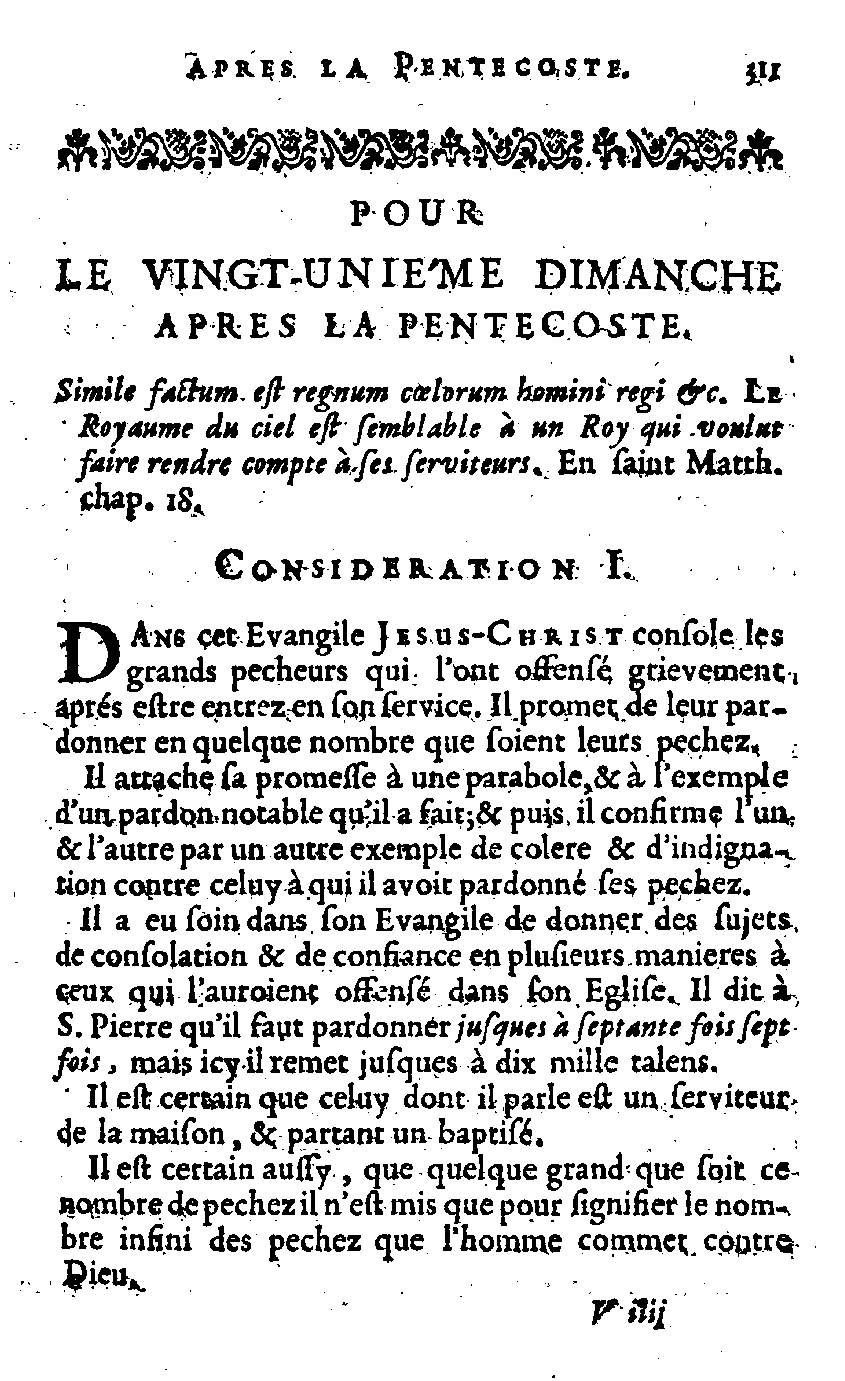 APRES LA PENTECOSTE. 311
POUR
LE VINGT-UNIE'ME DIMANCHE
APRES LA PENTECOSTE.
Simile factum est regnum cœlorum homini regi &c. LE
Royaume du ciel eſt ſemblable à un Roy qui voulut
faire rendre compte à ſes ſerviteurs. En ſaint Matth.
chap. 18.
CONSIDERATION I.
DANS cet Evangile JESUS-CHRIST conſole les
grands pecheurs qui l'ont offenſé grievement,
aprés eſtre entrez en ſon ſervice. Il promet de leur par-
donner en quelque nombre que ſoient leurs pechez.
Il attache ſa promeſſe à une parabole, & à l'exemple
d'un pardon notable qu'il a fait; & puis il confirme l'un
& l'autre par un autre exemple de colere & d'indigna-
tion contre celuy à qui il avoit pardonné ſes pechez.
Il a eu ſoin dans ſon Evangile de donner des ſujets
de conſolation & de confiance en pluſieurs manieres à
ceux qui l'auroient offenſé dans ſon Egliſe. Il dit à
S. Pierre qu'il faut pardonner juſques à ſeptante fois ſept
fois, mais icy il remet juſques à dix mille talens.
Il eſt certain que celuy dont il parle eſt un ſerviteur
de la maiſon, & partant un baptiſé.
Il eſt certain auſſy, que quelque grand que ſoit ce
nombre de pechez il n'eſt mis que pour ſignifier le nom-
bre infini des pechez que l'homme commet contre
Dieu.
V iiij